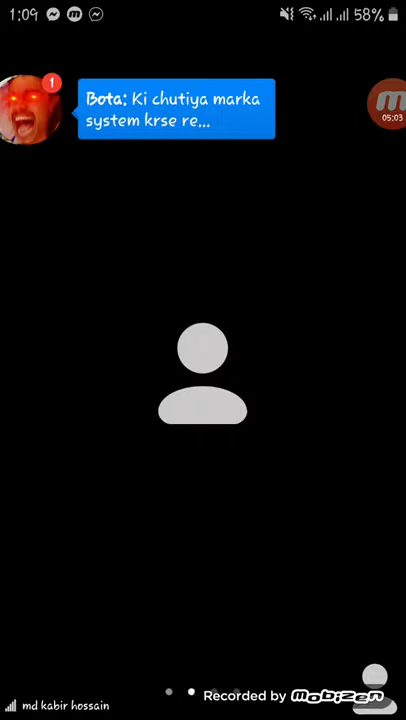 1:09
58%
1
Bota: Ki chutiya marka
system krse re...
05:03
md kabir hossain
Recorded by MOBIZEN